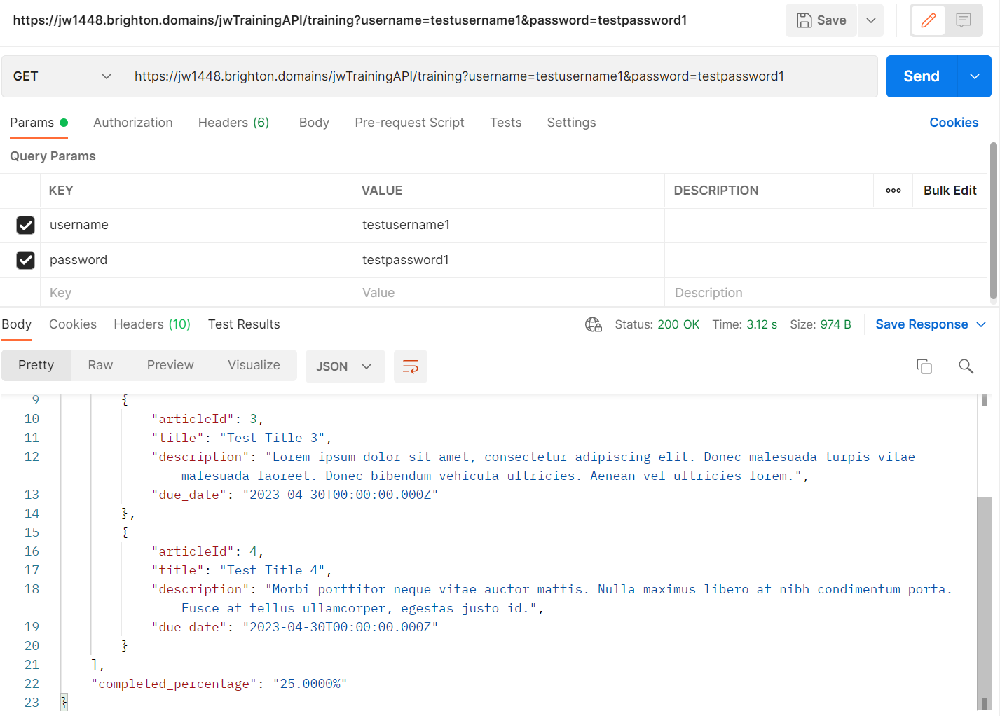 https://jw1448.brighton.domains/jwTrainingAPI/training?username=testusername1&password=testpassword1
Save
GET
https://jw1448.brighton.domains/jwTrainingAPI/training?username=testusername1&password=testpassword1
Send
Params
Authorization
Headers (6)
Body
Pre-request Script
Tests
Settings
Cookies
Query Params
KEY
VALUE
DESCRIPTION
Bulk Edit
username
testusername1
password
testpassword1
Key
Value
Description
Body
Cookies
Headers (10)
Test Results
Status: 200 OK
Time: 3.12 s
Size: 974 B
Save Response
Pretty
Raw
Preview
Visualize
JSON
9 {
10 "articleId": 3,
11 "title": "Test Title 3",
12 "description": "Lorem ipsum dolor sit amet, consectetur adipiscing elit. Donec malesuada turpis vitae
malesuada laoreet. Donec bibendum vehicula ultricies. Aenean vel ultricies lorem.",
13 "due_date": "2023-04-30T00:00:00.000Z"
14 },
15 {
16 "articleId": 4,
17 "title": "Test Title 4",
18 "description": "Morbi porttitor neque vitae auctor mattis. Nulla maximus libero at nibh condimentum porta.
Fusce at tellus ullamcorper, egestas justo id.",
19 "due_date": "2023-04-30T00:00:00.000Z"
20 }
21 ],
22 "completed_percentage": "25.0000%"
23 }